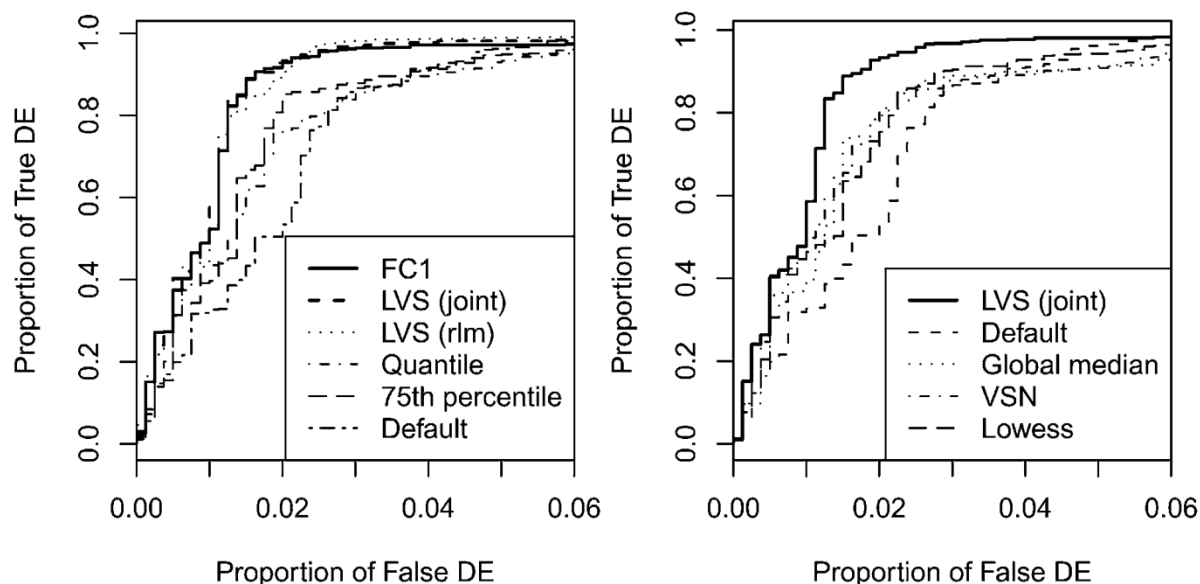 Proportion of True DE
1.0
0.8
0.6
0.4
0.2
0.0
FC1
LVS (joint)
LVS (rlm)
Quantile
75th percentile
Default
0.00 0.02 0.04 0.06
Proportion of False DE
Proportion of True DE
1.0
0.8
0.6
0.4
0.2
0.0
LVS (joint)
Default
Global median
VSN
Lowess
0.00 0.02 0.04 0.06
Proportion of False DE